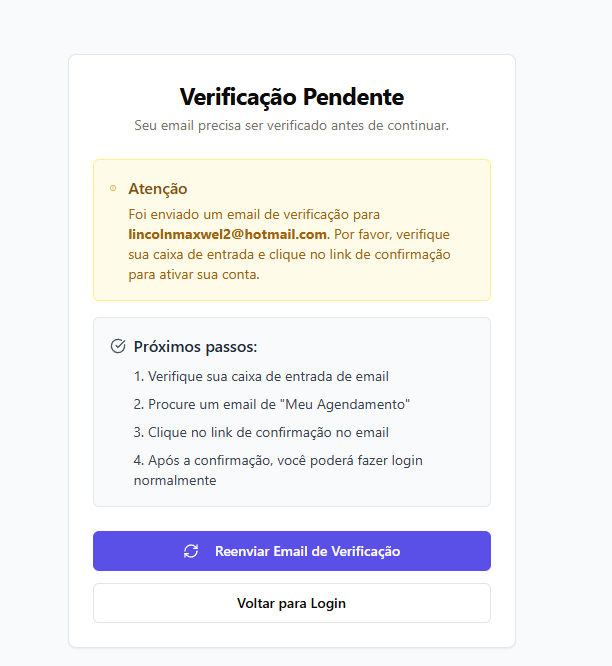 Verificação Pendente
Seu email precisa ser verificado antes de continuar.
Atenção
Foi enviado um email de verificação para
lincolnmaxwel2@hotmail.com. Por favor, verifique
sua caixa de entrada e clique no link de confirmação
para ativar sua conta.
Próximos passos:
1. Verifique sua caixa de entrada de email
2. Procure um email de "Meu Agendamento"
3. Clique no link de confirmação no email
4. Após a confirmação, você poderá fazer login
normalmente
Reenviar Email de Verificação
Voltar para Login